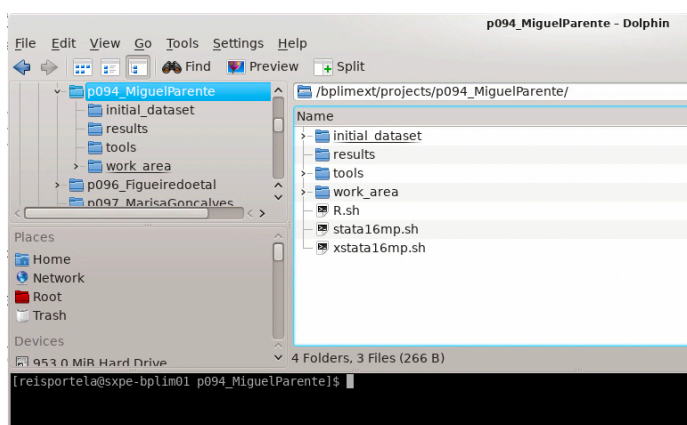 p094_MiguelParente – Dolphin
File Edit View Go Tools Settings Help
Find Preview Split
p094_MiguelParente
initial_dataset
results
tools
work_area
p096_Figueiredoetal
p097_MarisaGoncalves
/bplimext/projects/p094_MiguelParente/
Name
initial_dataset
results
tools
work_area
R.sh
stata16mp.sh
xstata16mp.sh
Places
Home
Network
Root
Trash
Devices
953.0 MiB Hard Drive
4 Folders, 3 Files (266 B)
[reisportela@sxpe-bplim01 p094_MiguelParente]$